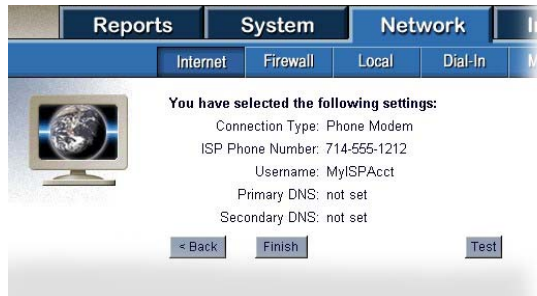 Reports System Network
Internet Firewall Local Dial-In
You have selected the following settings:
Connection Type: Phone Modem
ISP Phone Number: 714-555-1212
Username: MyISPAcct
Primary DNS: not set
Secondary DNS: not set
< Back Finish Test